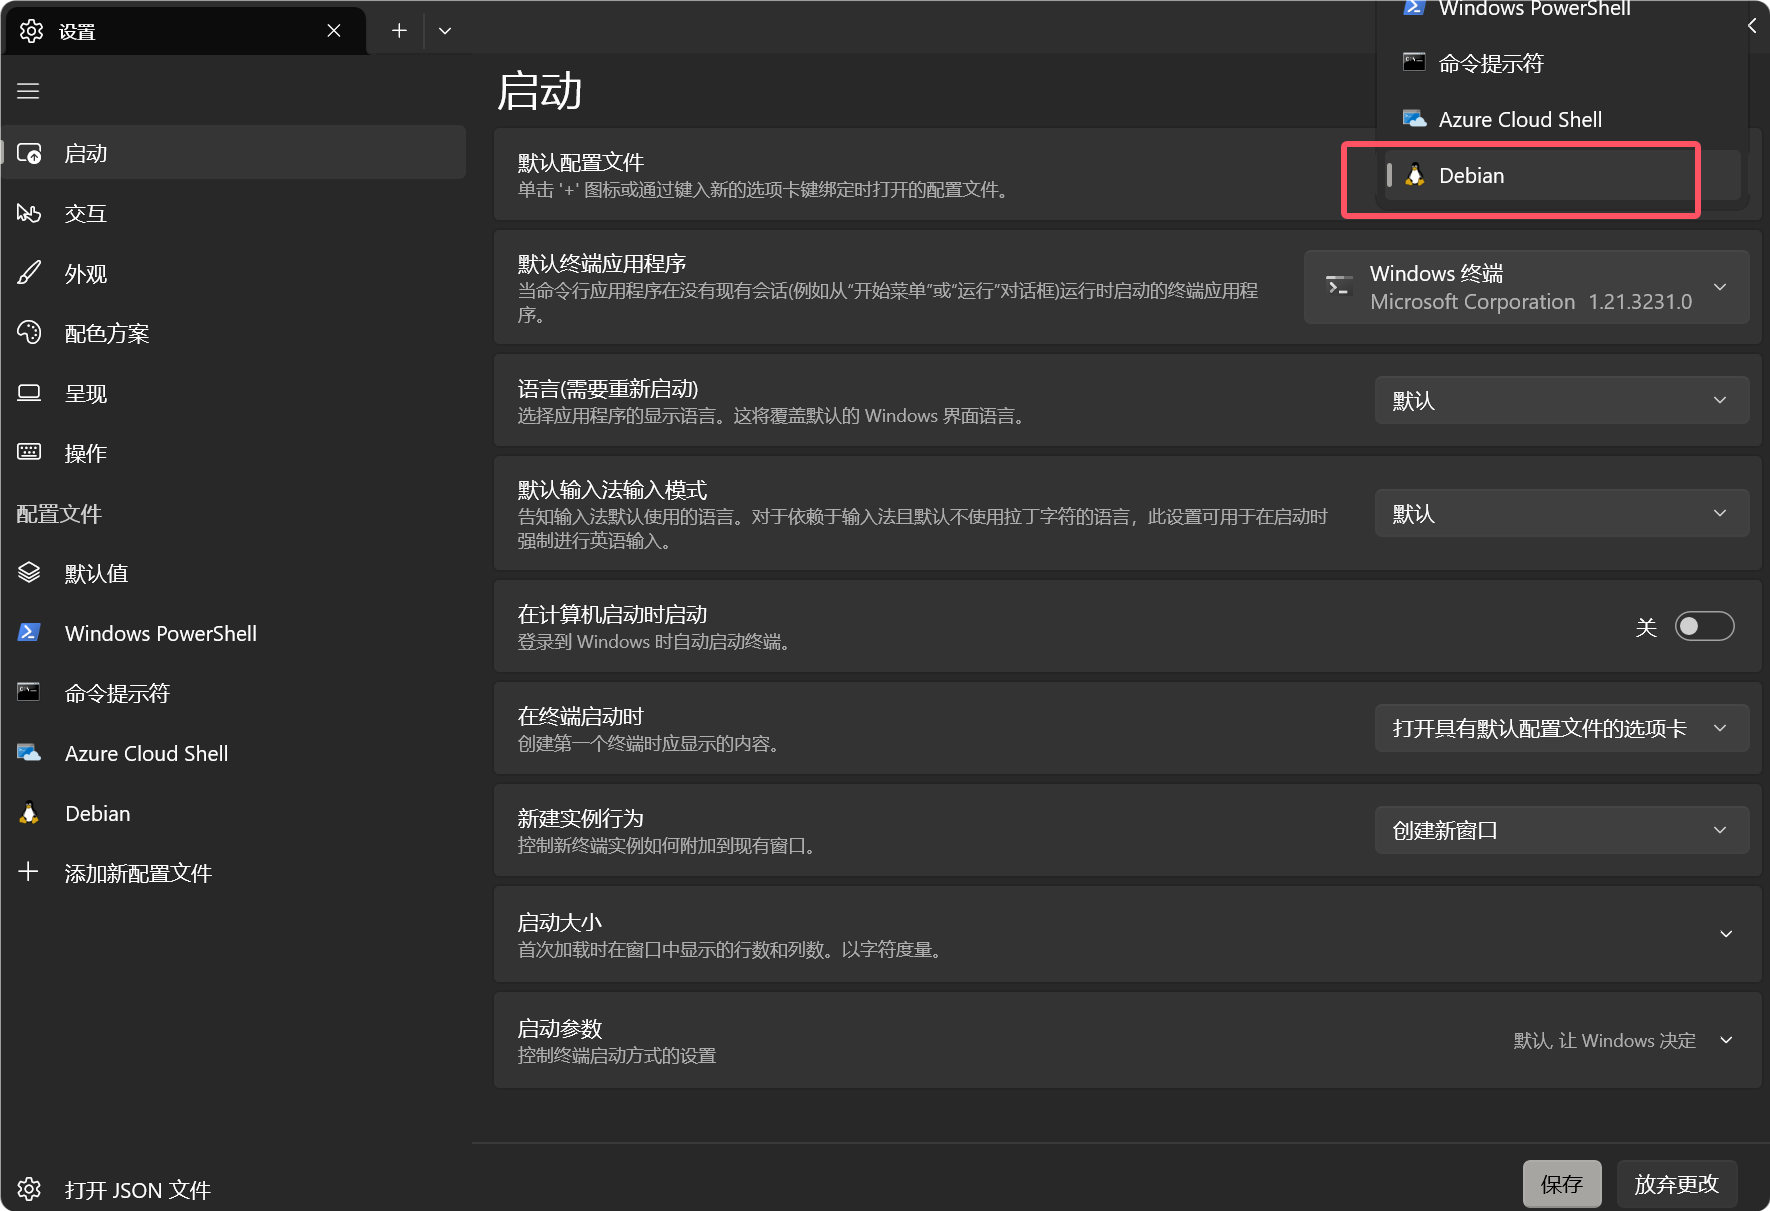 设置
启动
交互
外观
配色方案
呈现
操作
配置文件
默认值
Windows PowerShell
命令提示符
Azure Cloud Shell
Debian
添加新配置文件
打开 JSON 文件
启动
Windows PowerShell
命令提示符
Azure Cloud Shell
Debian
默认配置文件
单击 '+' 图标或通过键入新的选项卡键绑定时打开的配置文件。
默认终端应用程序
当命令行应用程序在没有现有会话(例如从“开始菜单”或“运行”对话框)运行时启动的终端应用程
序。
Windows 终端
Microsoft Corporation 1.21.3231.0
语言(需要重新启动)
选择应用程序的显示语言。这将覆盖默认的 Windows 界面语言。
默认
默认输入法输入模式
告知输入法默认使用的语言。对于依赖于输入法且默认不使用拉丁字符的语言，此设置可用于在启动时
强制进行英语输入。
默认
在计算机启动时启动
登录到 Windows 时自动启动终端。
关
在终端启动时
创建第一个终端时应显示的内容。
打开具有默认配置文件的选项卡
新建实例行为
控制新终端实例如何附加到现有窗口。
创建新窗口
启动大小
首次加载时在窗口中显示的行数和列数。以字符度量。
启动参数
控制终端启动方式的设置
默认, 让 Windows 决定
保存
放弃更改